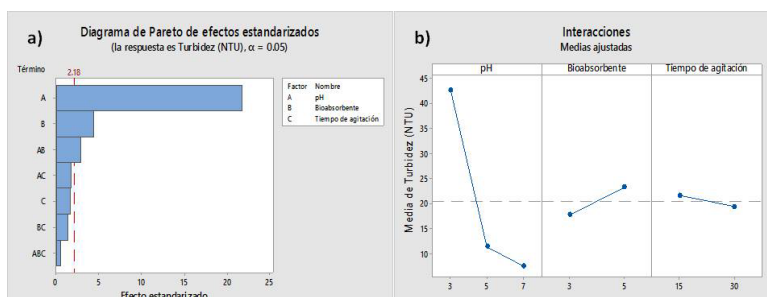 a)
Diagrama de Pareto de efectos estandarizados
(la respuesta es Turbidez (NTU), α = 0.05)
Término
2.18
A
B
AB
AC
C
BC
ABC
0 5 10 15 20 25
Efecto estandarizado
Factor Nombre
A pH
B Bioabsorbente
C Tiempo de agitación
b)
Interacciones
Medias ajustadas
pH Bioabsorbente Tiempo de agitación
Media de Turbidez (NTU)
45
40
35
30
25
20
15
10
3 5 7 3 5 15 30